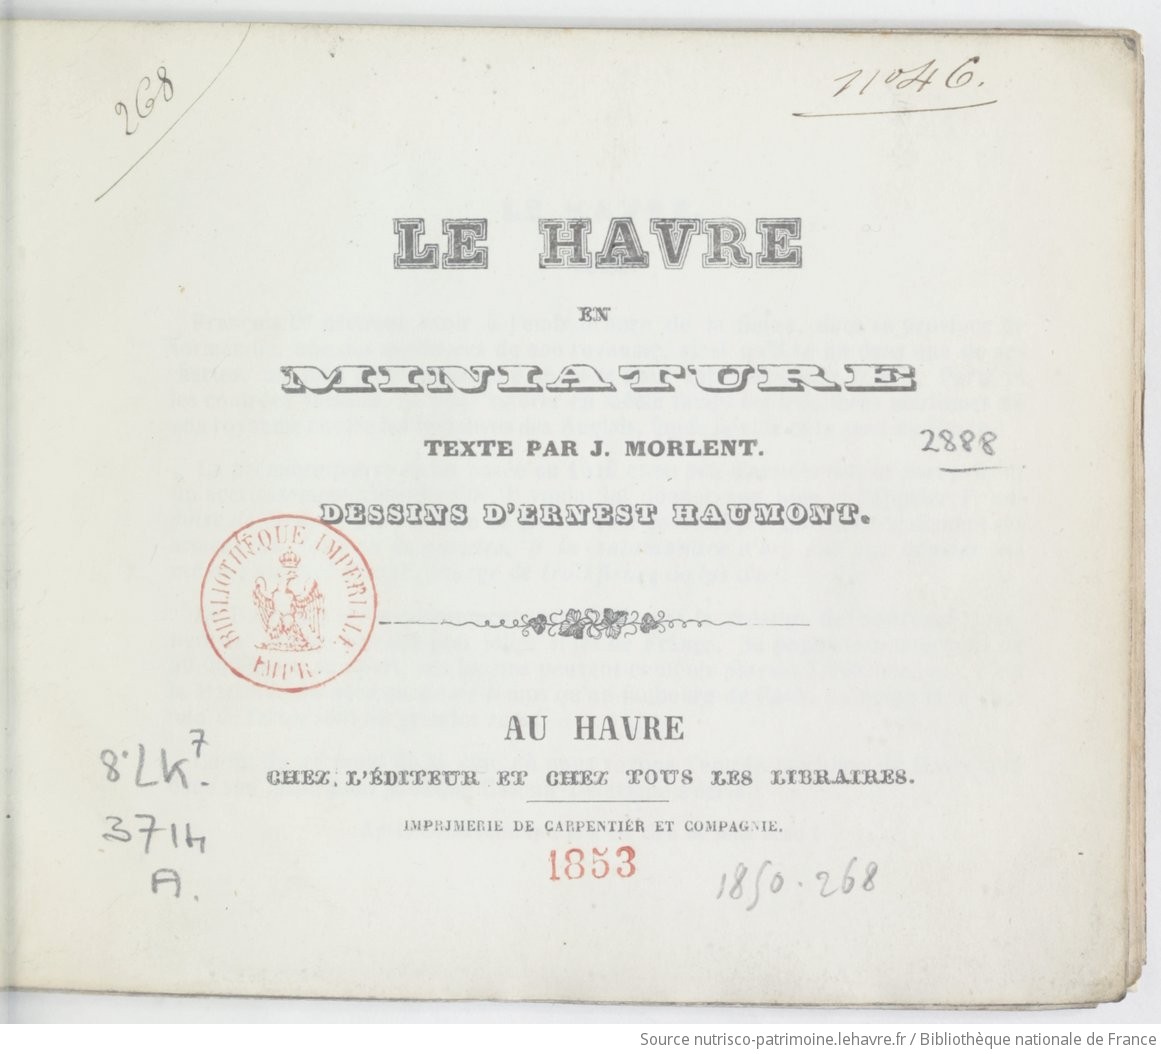 268
n° 46.
LE HAVRE
EN
MINIATURE
TEXTE PAR J. MORLENT.
2888
DESSINS D'ERNEST HAUMONT.
BIBLIOTHÈQUE IMPÉRIALE
IMPR.
AU HAVRE
CHEZ L'ÉDITEUR ET CHEZ TOUS LES LIBRAIRES.
IMPRIMERIE DE CARPENTIER ET COMPAGNIE.
8° LK7.
3714
A.
1853
1850.268
Source nutrisco-patrimoine.lehavre.fr / Bibliothèque nationale de France